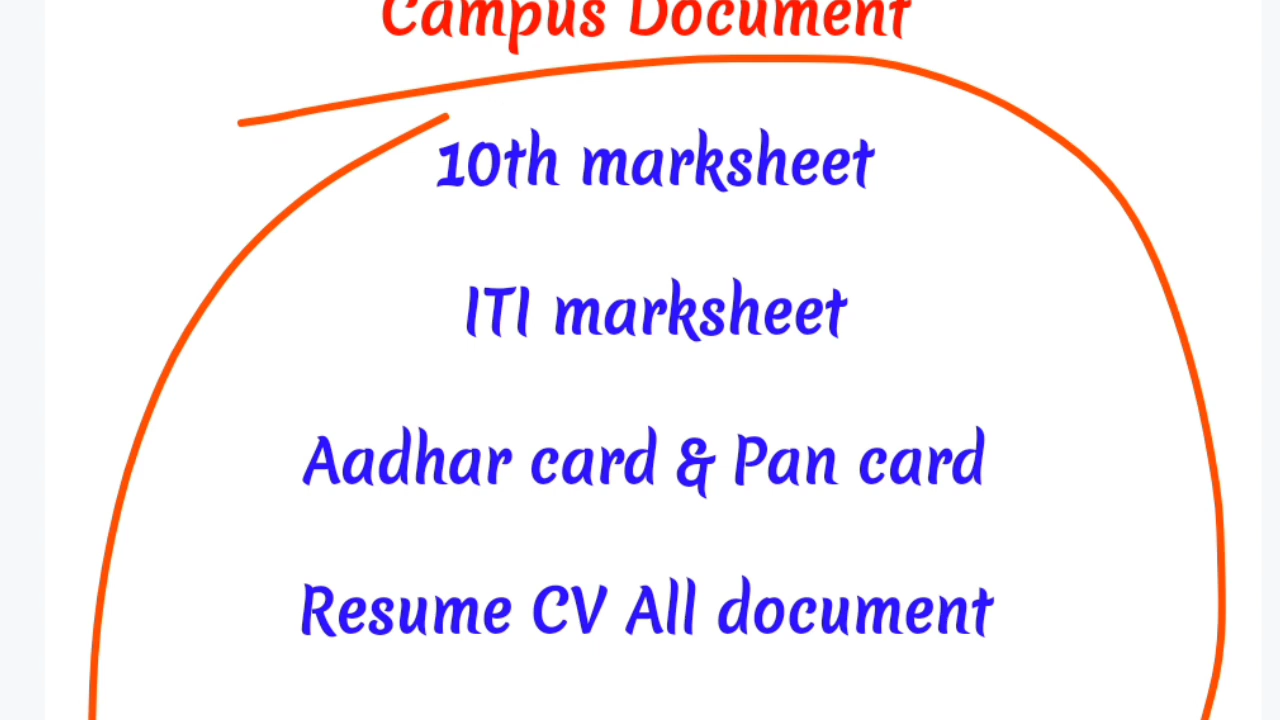 Campus Document
10th marksheet
ITI marksheet
Aadhar card & Pan card
Resume CV All document